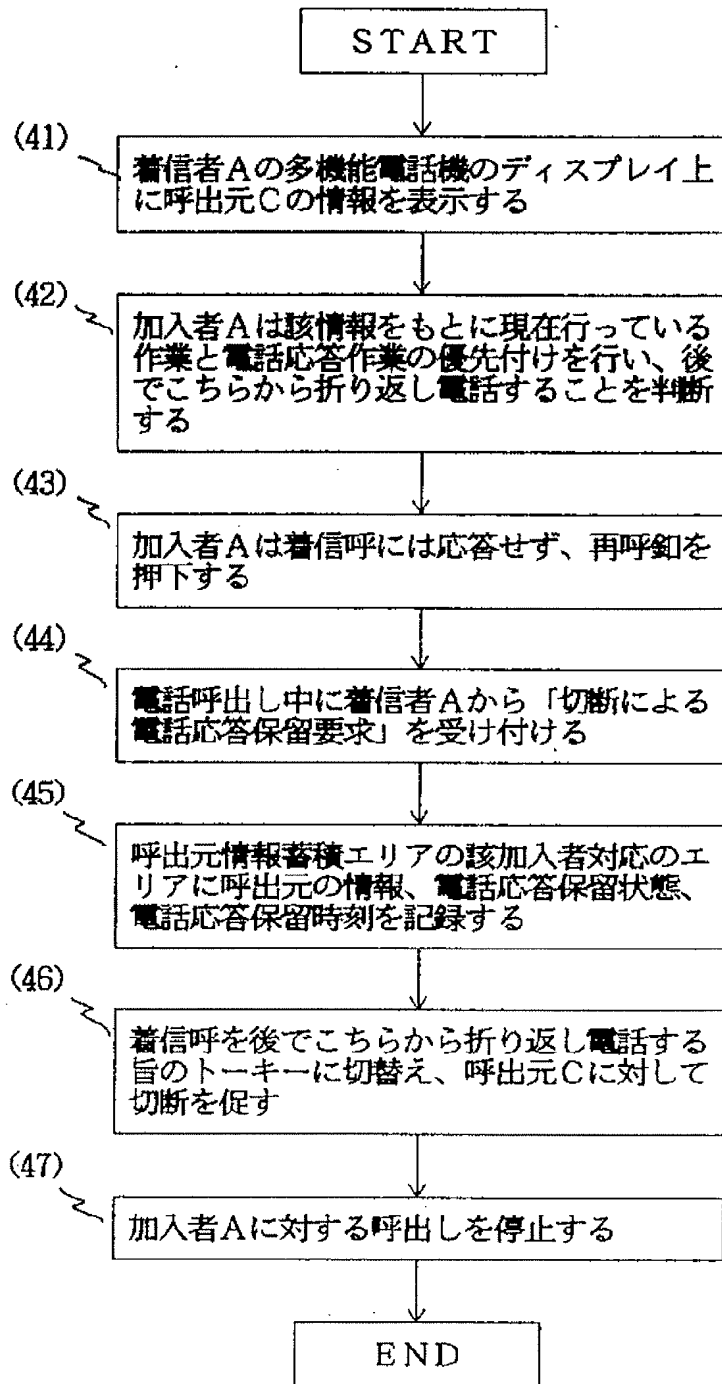 START
(41)
着信者Aの多機能電話機のディスプレイ上
に呼出元Cの情報を表示する
(42)
加入者Aは該情報をもとに現在行っている
作業と電話応答作業の優先付けを行い、後
でこちらから折り返し電話することを判断
する
(43)
加入者Aは着信呼には応答せず、再呼釦を
押下する
(44)
電話呼出し中に着信者Aから「切断による
電話応答保留要求」を受け付ける
(45)
呼出元情報蓄積エリアの該加入者対応のエ
リアに呼出元の情報、電話応答保留状態、
電話応答保留時刻を記録する
(46)
着信呼を後でこちらから折り返し電話する
旨のトーキーに切替え、呼出元Cに対して
切断を促す
(47)
加入者Aに対する呼出しを停止する
END